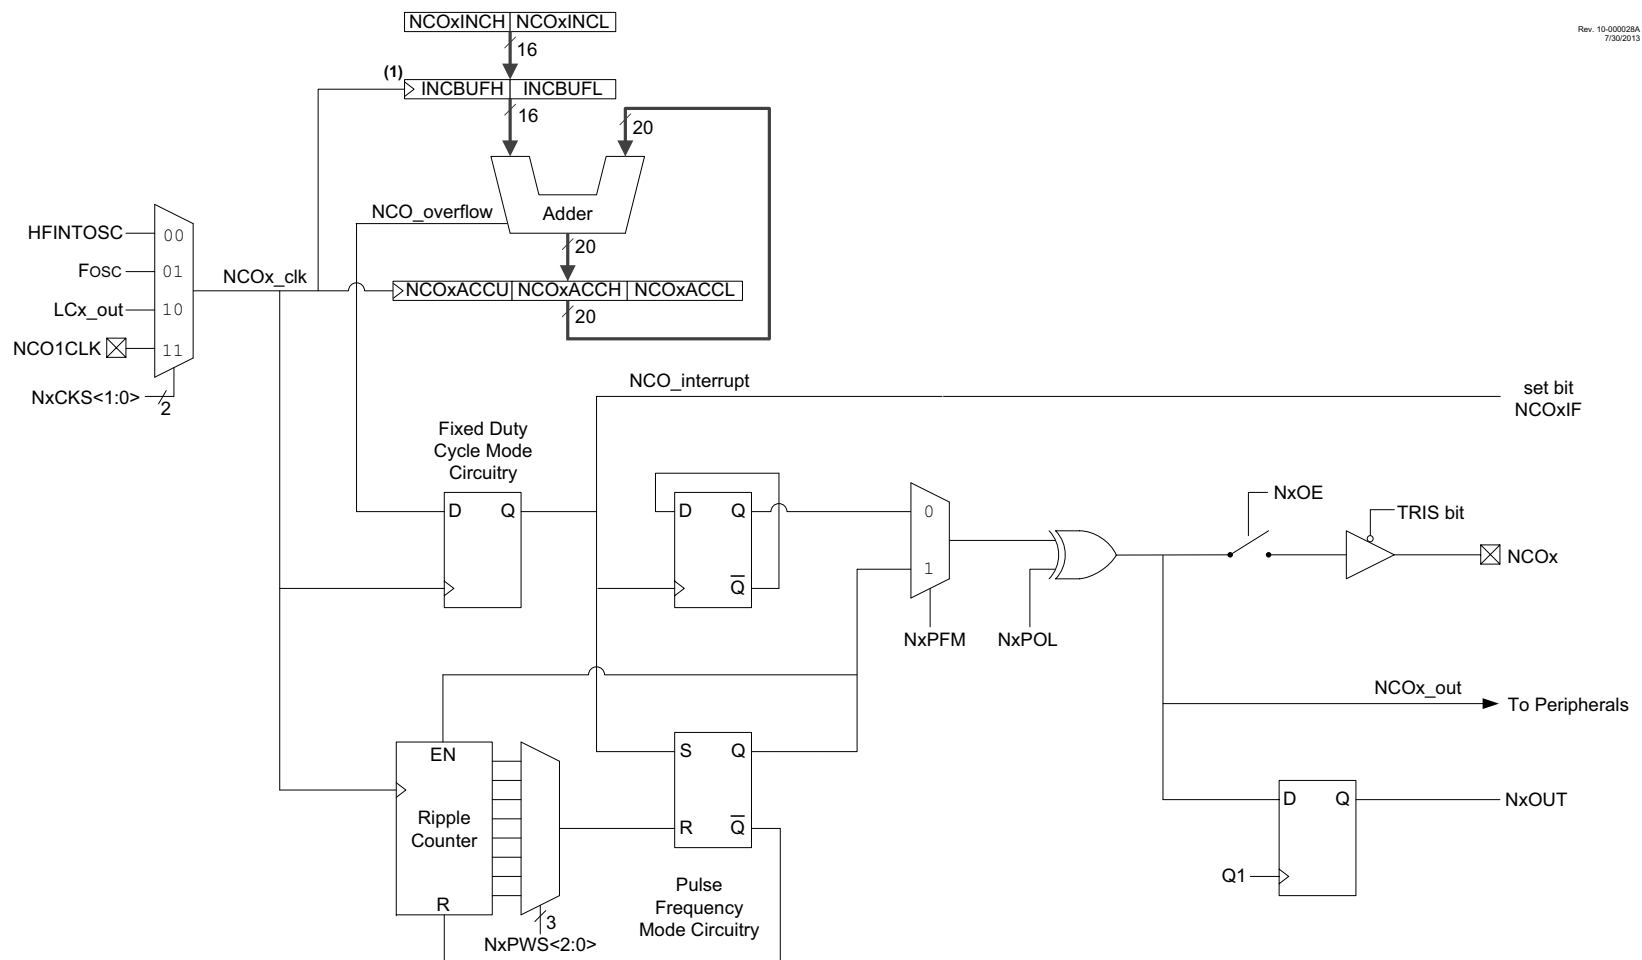 NCOxINCH NCOxINCL
Rev. 10-000028A
7/30/2013
16
(1)
INCBUFH INCBUFL
16
20
NCO_overflow
Adder
HFINTOSC
00
20
FOSC
01
NCOx_clk
NCOxACCU NCOxACCH NCOxACCL
LCx_out
10
20
NCO1CLK
11
NxCKS<1:0>
2
NCO_interrupt
set bit
NCOxIF
Fixed Duty
Cycle Mode
Circuitry
D Q
D Q
Q
0
1
NxPFM
NxPOL
NxOE
TRIS bit
NCOx
NCOx_out
To Peripherals
EN
Ripple
Counter
R
3
NxPWS<2:0>
S Q
R Q
Pulse
Frequency
Mode Circuitry
D Q
NxOUT
Q1